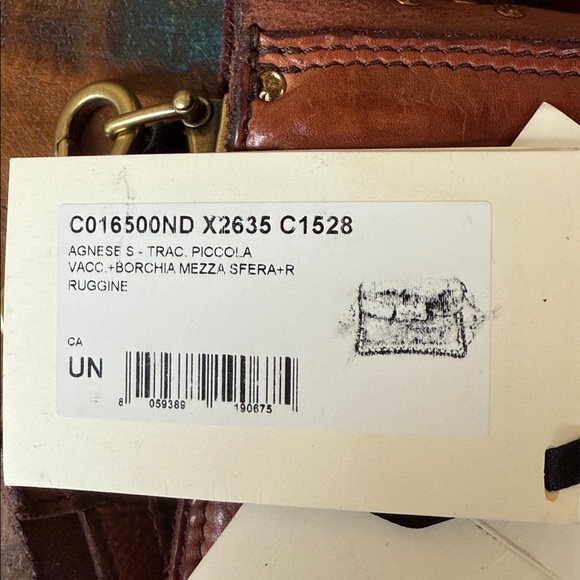 C016500ND X2635 C1528
AGNESE S - TRAC. PICCOLA
VACC.+BORCHIA MEZZA SFERA+R
RUGGINE
CA
UN
8 059389 190675